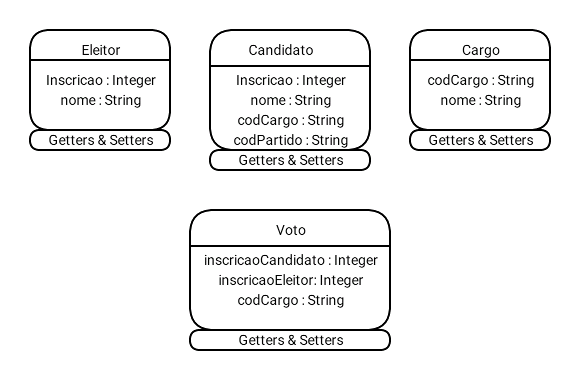 Eleitor
Inscricao : Integer
nome : String
Getters & Setters
Candidato
Inscricao : Integer
nome : String
codCargo : String
codPartido : String
Getters & Setters
Cargo
codCargo : String
nome : String
Getters & Setters
Voto
inscricaoCandidato : Integer
inscricaoEleitor: Integer
codCargo : String
Getters & Setters